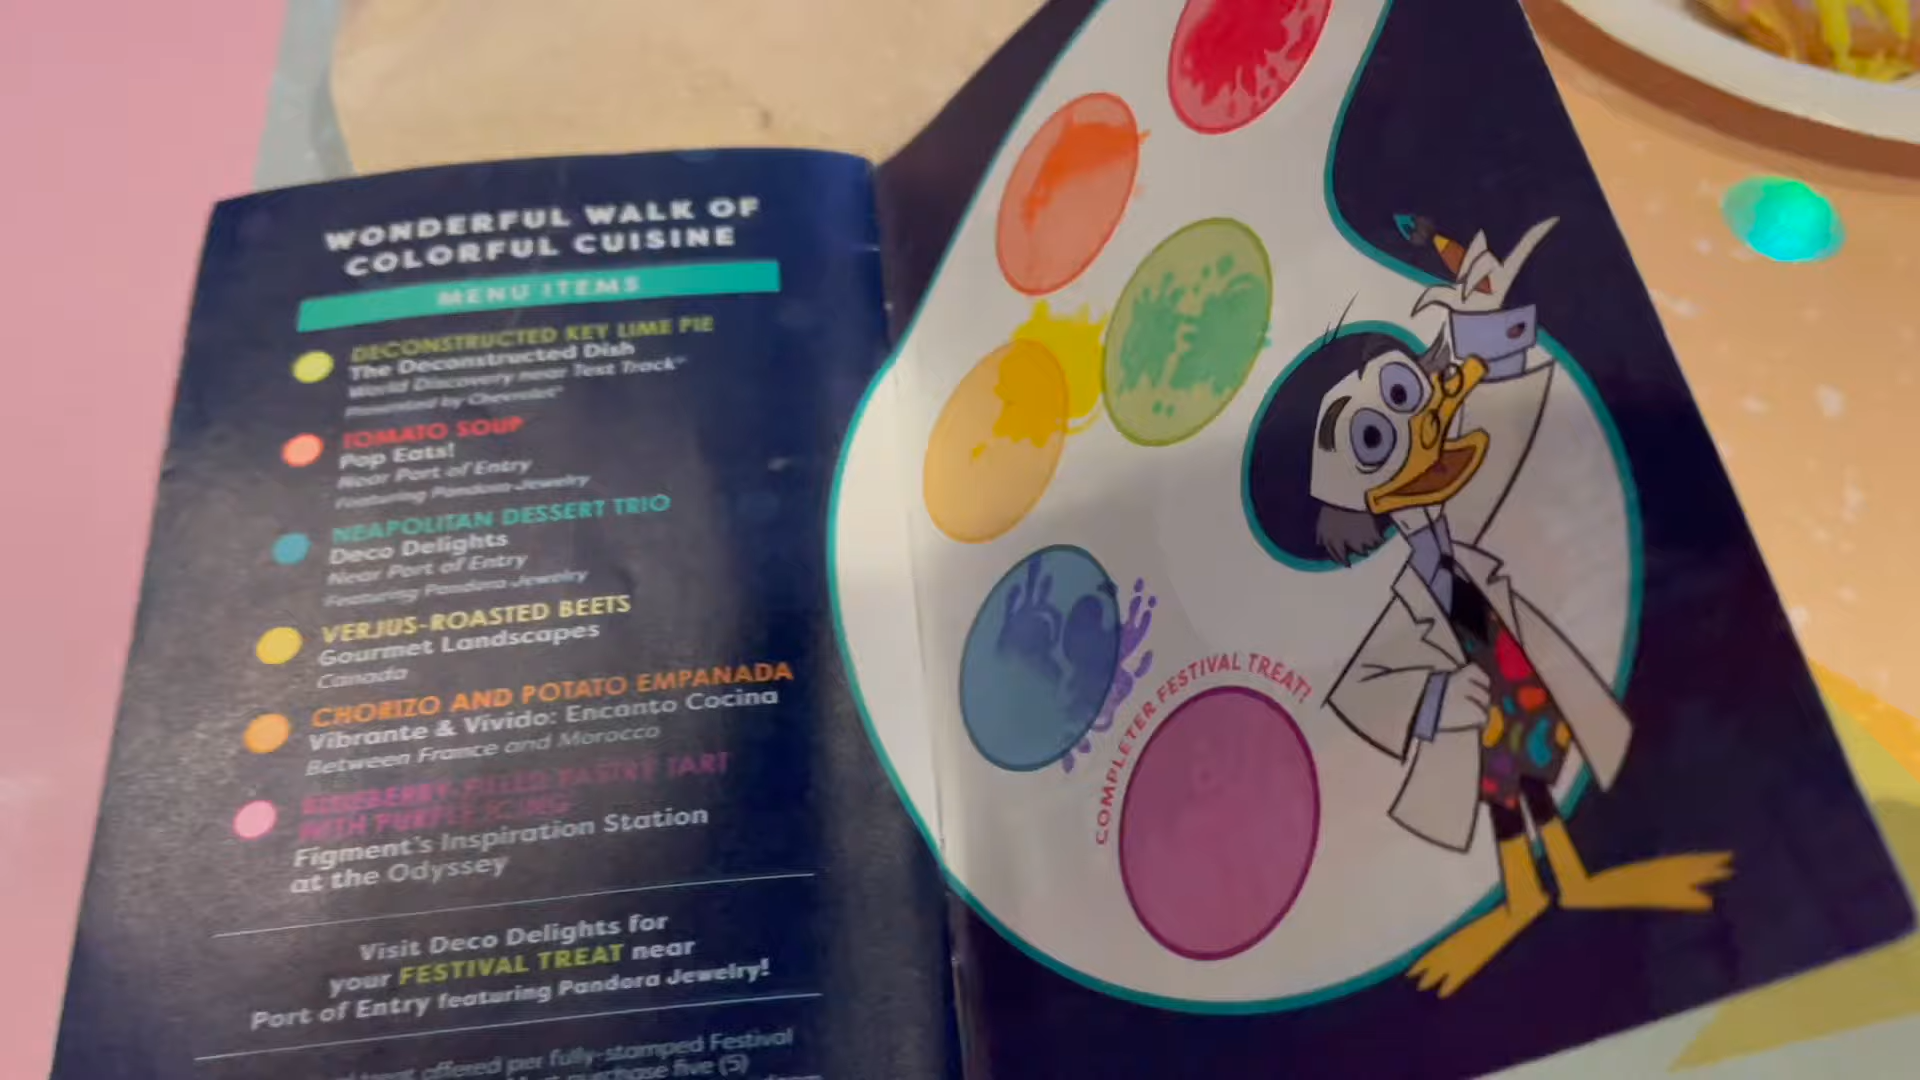 WONDERFUL WALK OF
COLORFUL CUISINE
MENU ITEMS
DECONSTRUCTED KEY LIME PIE
The Deconstructed Dish
World Discovery near Test Track®
Presented by Chevrolet®
TOMATO SOUP
Pop Eats!
Near Port of Entry
Featuring Pandora Jewelry
NEAPOLITAN DESSERT TRIO
Deco Delights
Near Port of Entry
Featuring Pandora Jewelry
VERJUS-ROASTED BEETS
Gourmet Landscapes
Canada
CHORIZO AND POTATO EMPANADA
Vibrante & Vívido: Encanto Cocina
Between France and Morocco
BLUEBERRY-FILLED PASTRY TART
WITH PURPLE ICING
Figment's Inspiration Station
at the Odyssey
Visit Deco Delights for
your FESTIVAL TREAT near
Port of Entry featuring Pandora Jewelry!
treat offered per fully-stamped Festival
purchase five (5)
COMPLETER FESTIVAL TREAT!